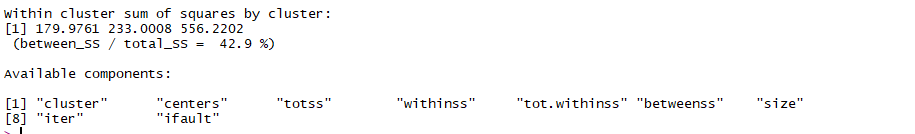 Within cluster sum of squares by cluster:
[1] 179.9761 233.0008 556.2202
 (between_SS / total_SS =  42.9 %)

Available components:

[1] "cluster"      "centers"      "totss"        "withinss"     "tot.withinss" "betweenss"    "size"
[8] "iter"         "ifault"
>